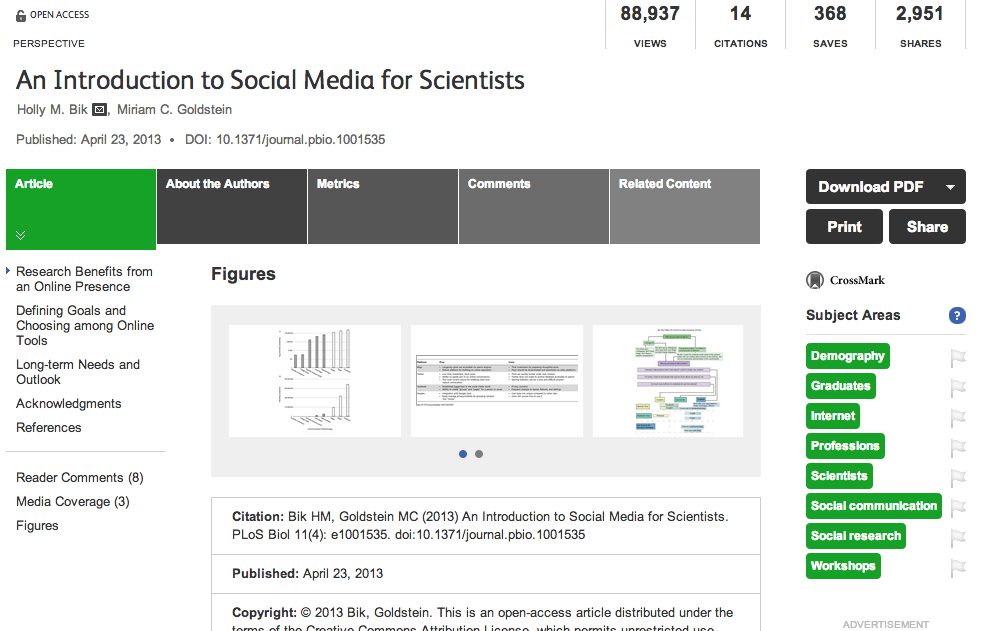 OPEN ACCESS
88,937 14 368 2,951
VIEWS CITATIONS SAVES SHARES
PERSPECTIVE
An Introduction to Social Media for Scientists
Holly M. Bik , Miriam C. Goldstein
Published: April 23, 2013 • DOI: 10.1371/journal.pbio.1001535
Article
About the Authors
Metrics
Comments
Related Content
Download PDF
Print
Share
Research Benefits from
an Online Presence
Defining Goals and
Choosing among Online
Tools
Long-term Needs and
Outlook
Acknowledgments
References
Reader Comments (8)
Media Coverage (3)
Figures
Figures
Citation: Bik HM, Goldstein MC (2013) An Introduction to Social Media for Scientists.
PLoS Biol 11(4): e1001535. doi:10.1371/journal.pbio.1001535
Published: April 23, 2013
Copyright: © 2013 Bik, Goldstein. This is an open-access article distributed under the
terms of the Creative Commons Attribution License, which permits unrestricted use,
CrossMark
Subject Areas
?
Demography
Graduates
Internet
Professions
Scientists
Social communication
Social research
Workshops
ADVERTISEMENT